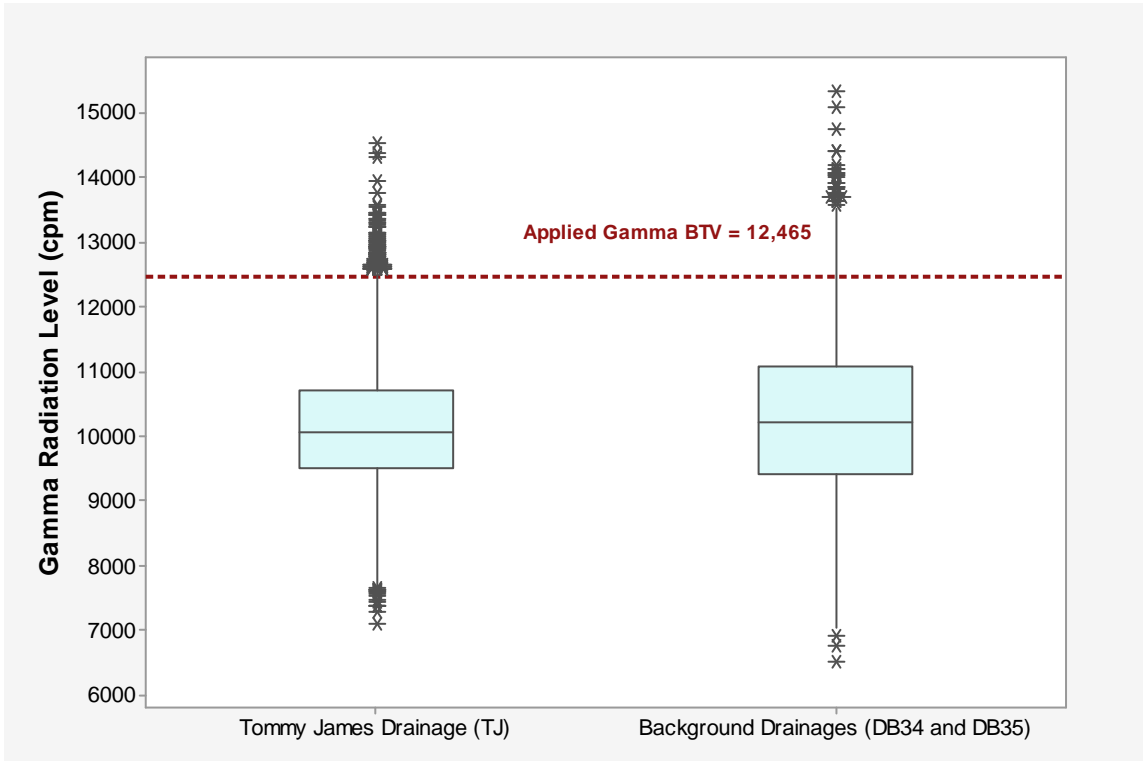 Gamma Radiation Level (cpm)
15000
14000
13000
12000
11000
10000
9000
8000
7000
6000
Applied Gamma BTV = 12,465
Tommy James Drainage (TJ)
Background Drainages (DB34 and DB35)